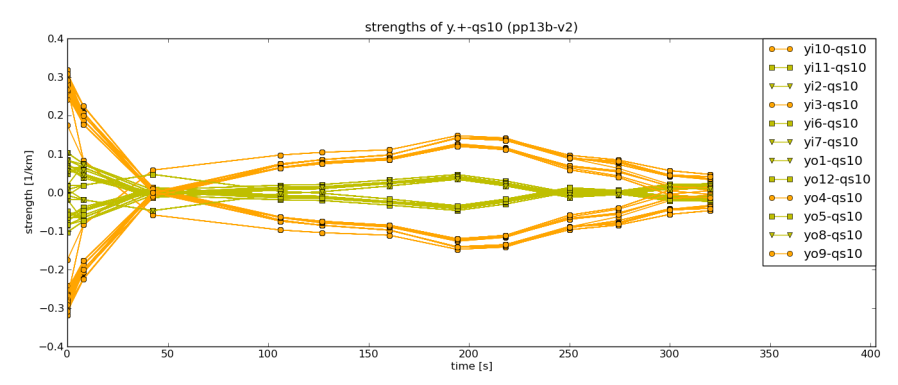 strengths of y.+-qs10 (pp13b-v2)
0.4
0.3
0.2
0.1
0.0
−0.1
−0.2
−0.3
−0.4
strength [1/km]
yi10-qs10
yi11-qs10
yi2-qs10
yi3-qs10
yi6-qs10
yi7-qs10
yo1-qs10
yo12-qs10
yo4-qs10
yo5-qs10
yo8-qs10
yo9-qs10
0 50 100 150 200 250 300 350 400
time [s]